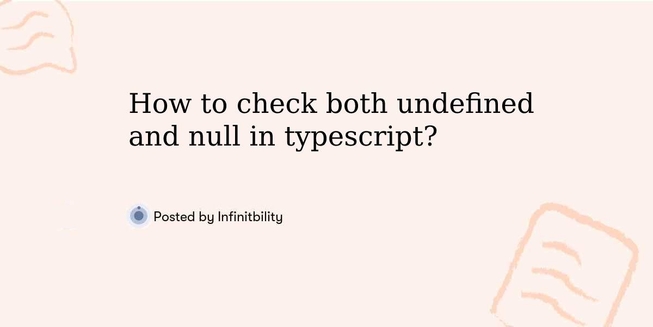 How to check both undefined
and null in typescript?
Posted by Infinitbility